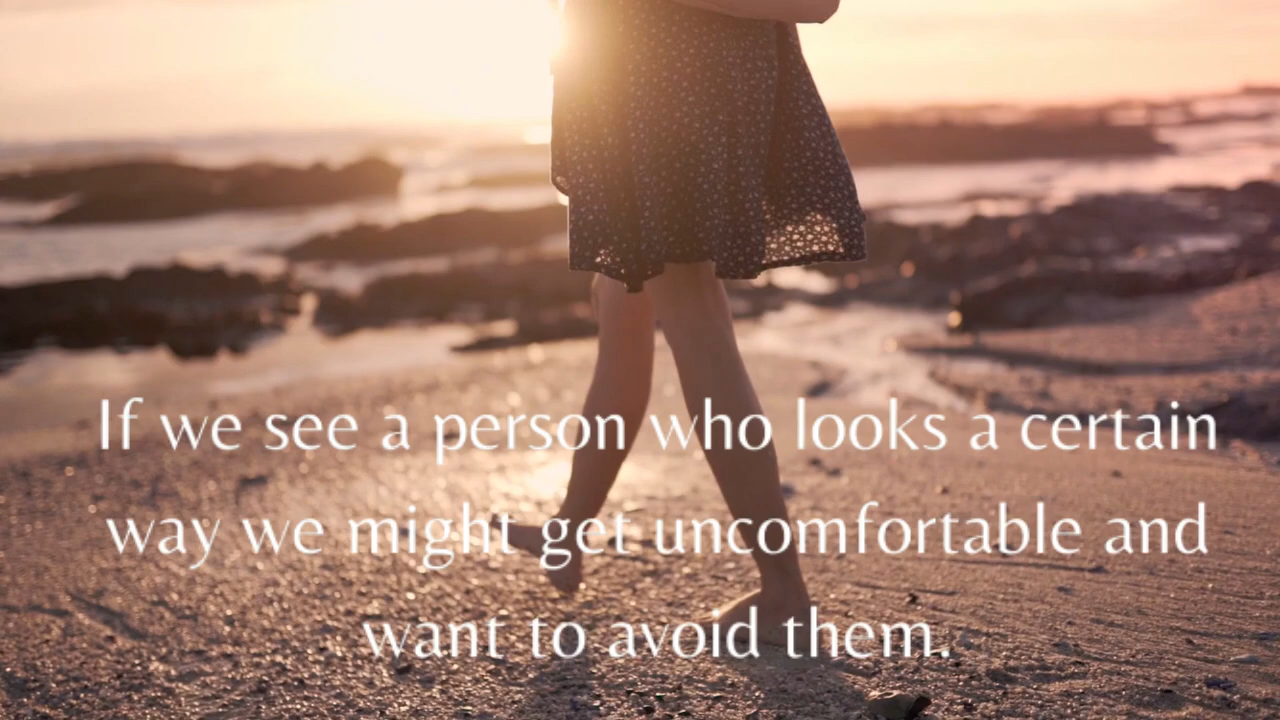 If we see a person who looks a certain
way we might get uncomfortable and
want to avoid them.